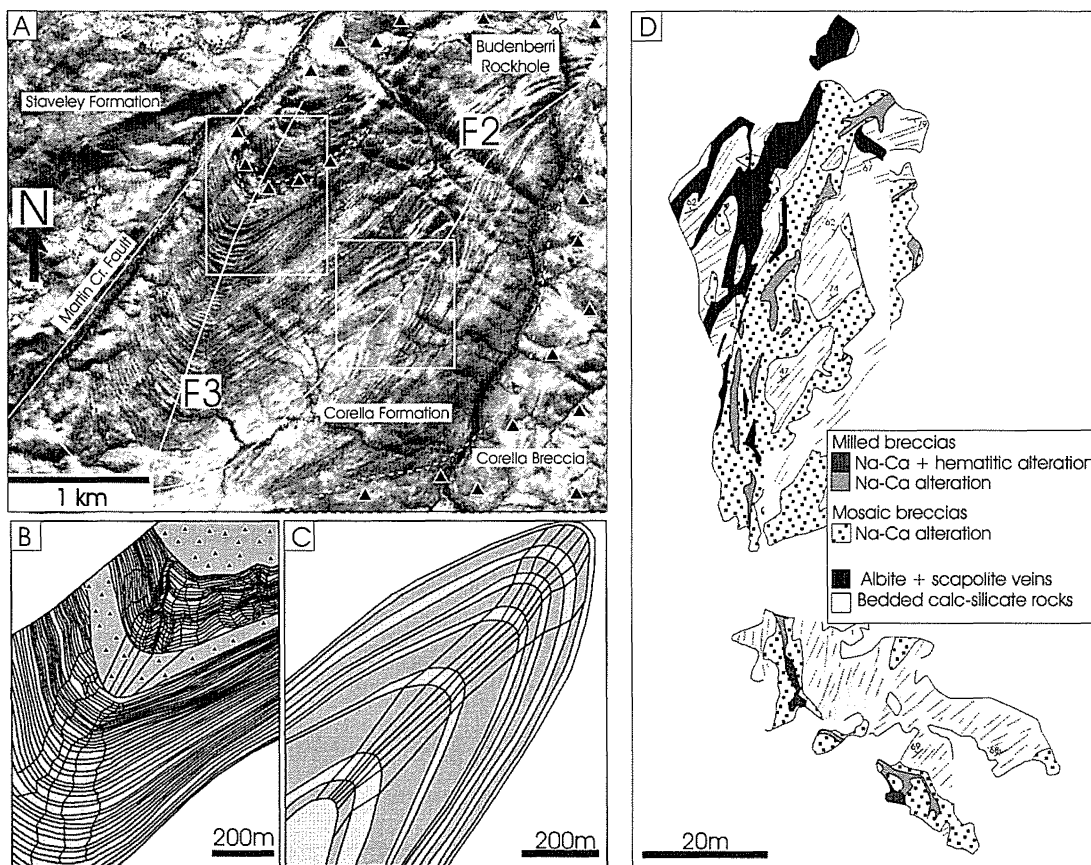 A
Budenberri
Rockhole
Staveley Formation
F2
N
Martin Cr. Fault
F3
Corella Formation
Corella Breccia
1 km
B
200m
C
200m
D
Milled breccias
Na-Ca + hematitic alteration
Na-Ca alteration
Mosaic breccias
Na-Ca alteration
Albite + scapolite veins
Bedded calc-silicate rocks
20m